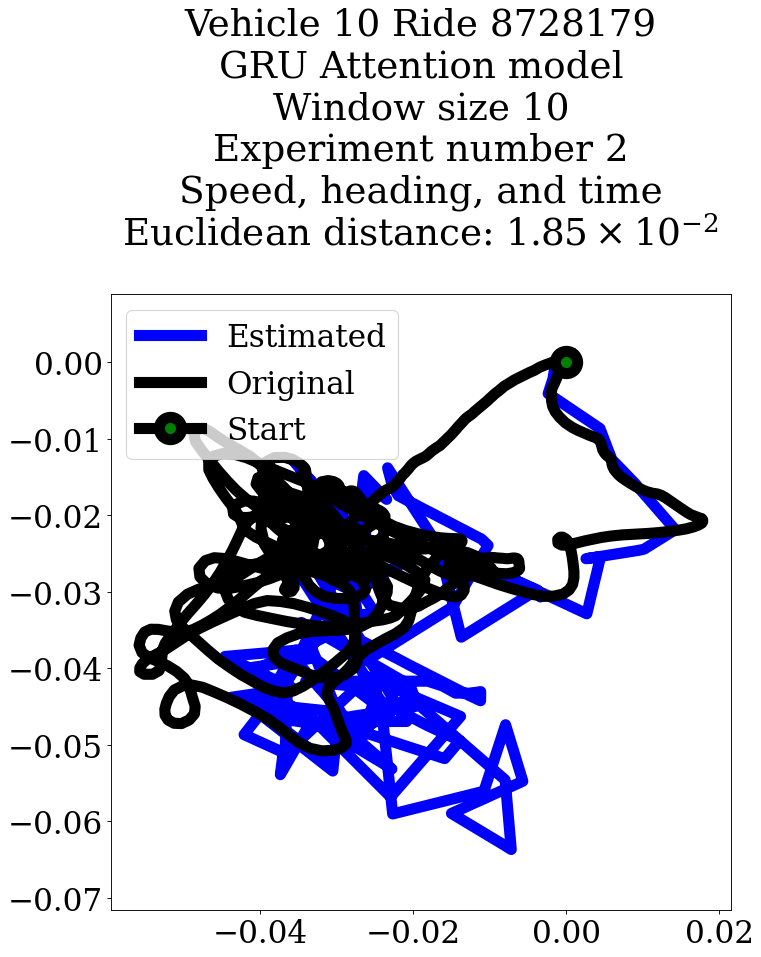 Vehicle 10 Ride 8728179
GRU Attention model
Window size 10
Experiment number 2
Speed, heading, and time
Euclidean distance: 1.85 × 10⁻²
Estimated
Original
Start
0.00
−0.01
−0.02
−0.03
−0.04
−0.05
−0.06
−0.07
−0.04
−0.02
0.00
0.02